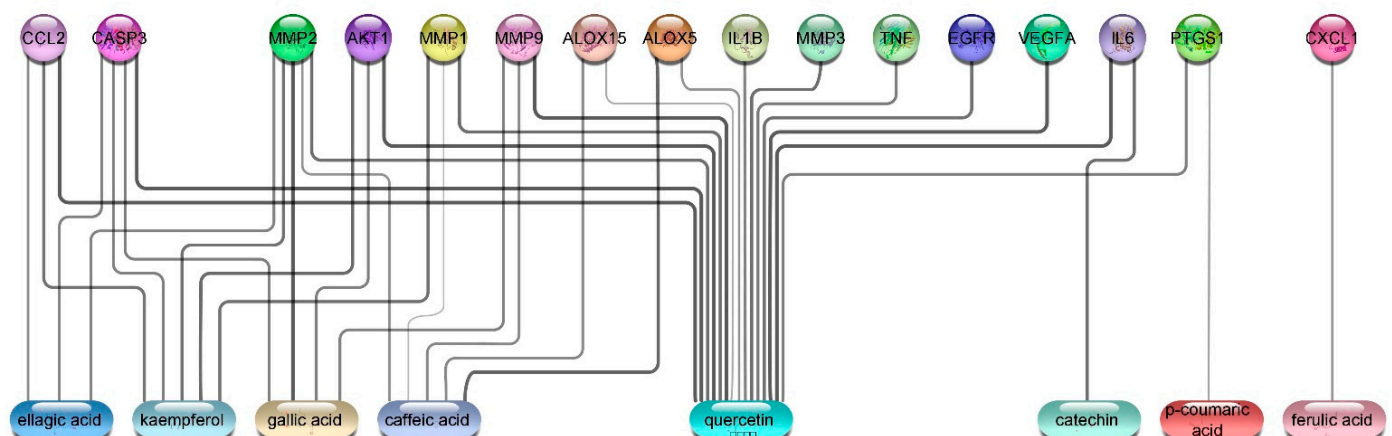 CCL2 CASP3 MMP2 AKT1 MMP1 MMP9 ALOX15 ALOX5 IL1B MMP3 TNF EGFR VEGFA IL6 PTGS1 CXCL1
ellagic acid kaempferol gallic acid caffeic acid quercetin catechin p-coumaric acid ferulic acid